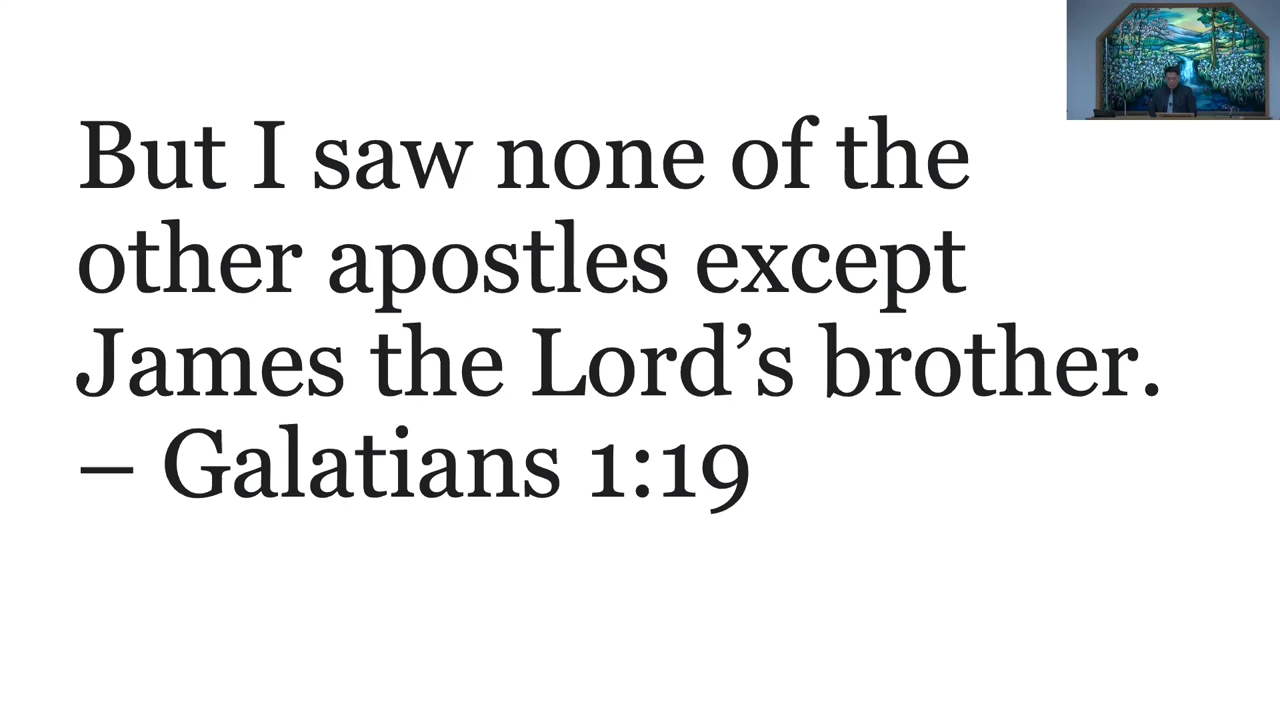 But I saw none of the
other apostles except
James the Lord’s brother.
– Galatians 1:19